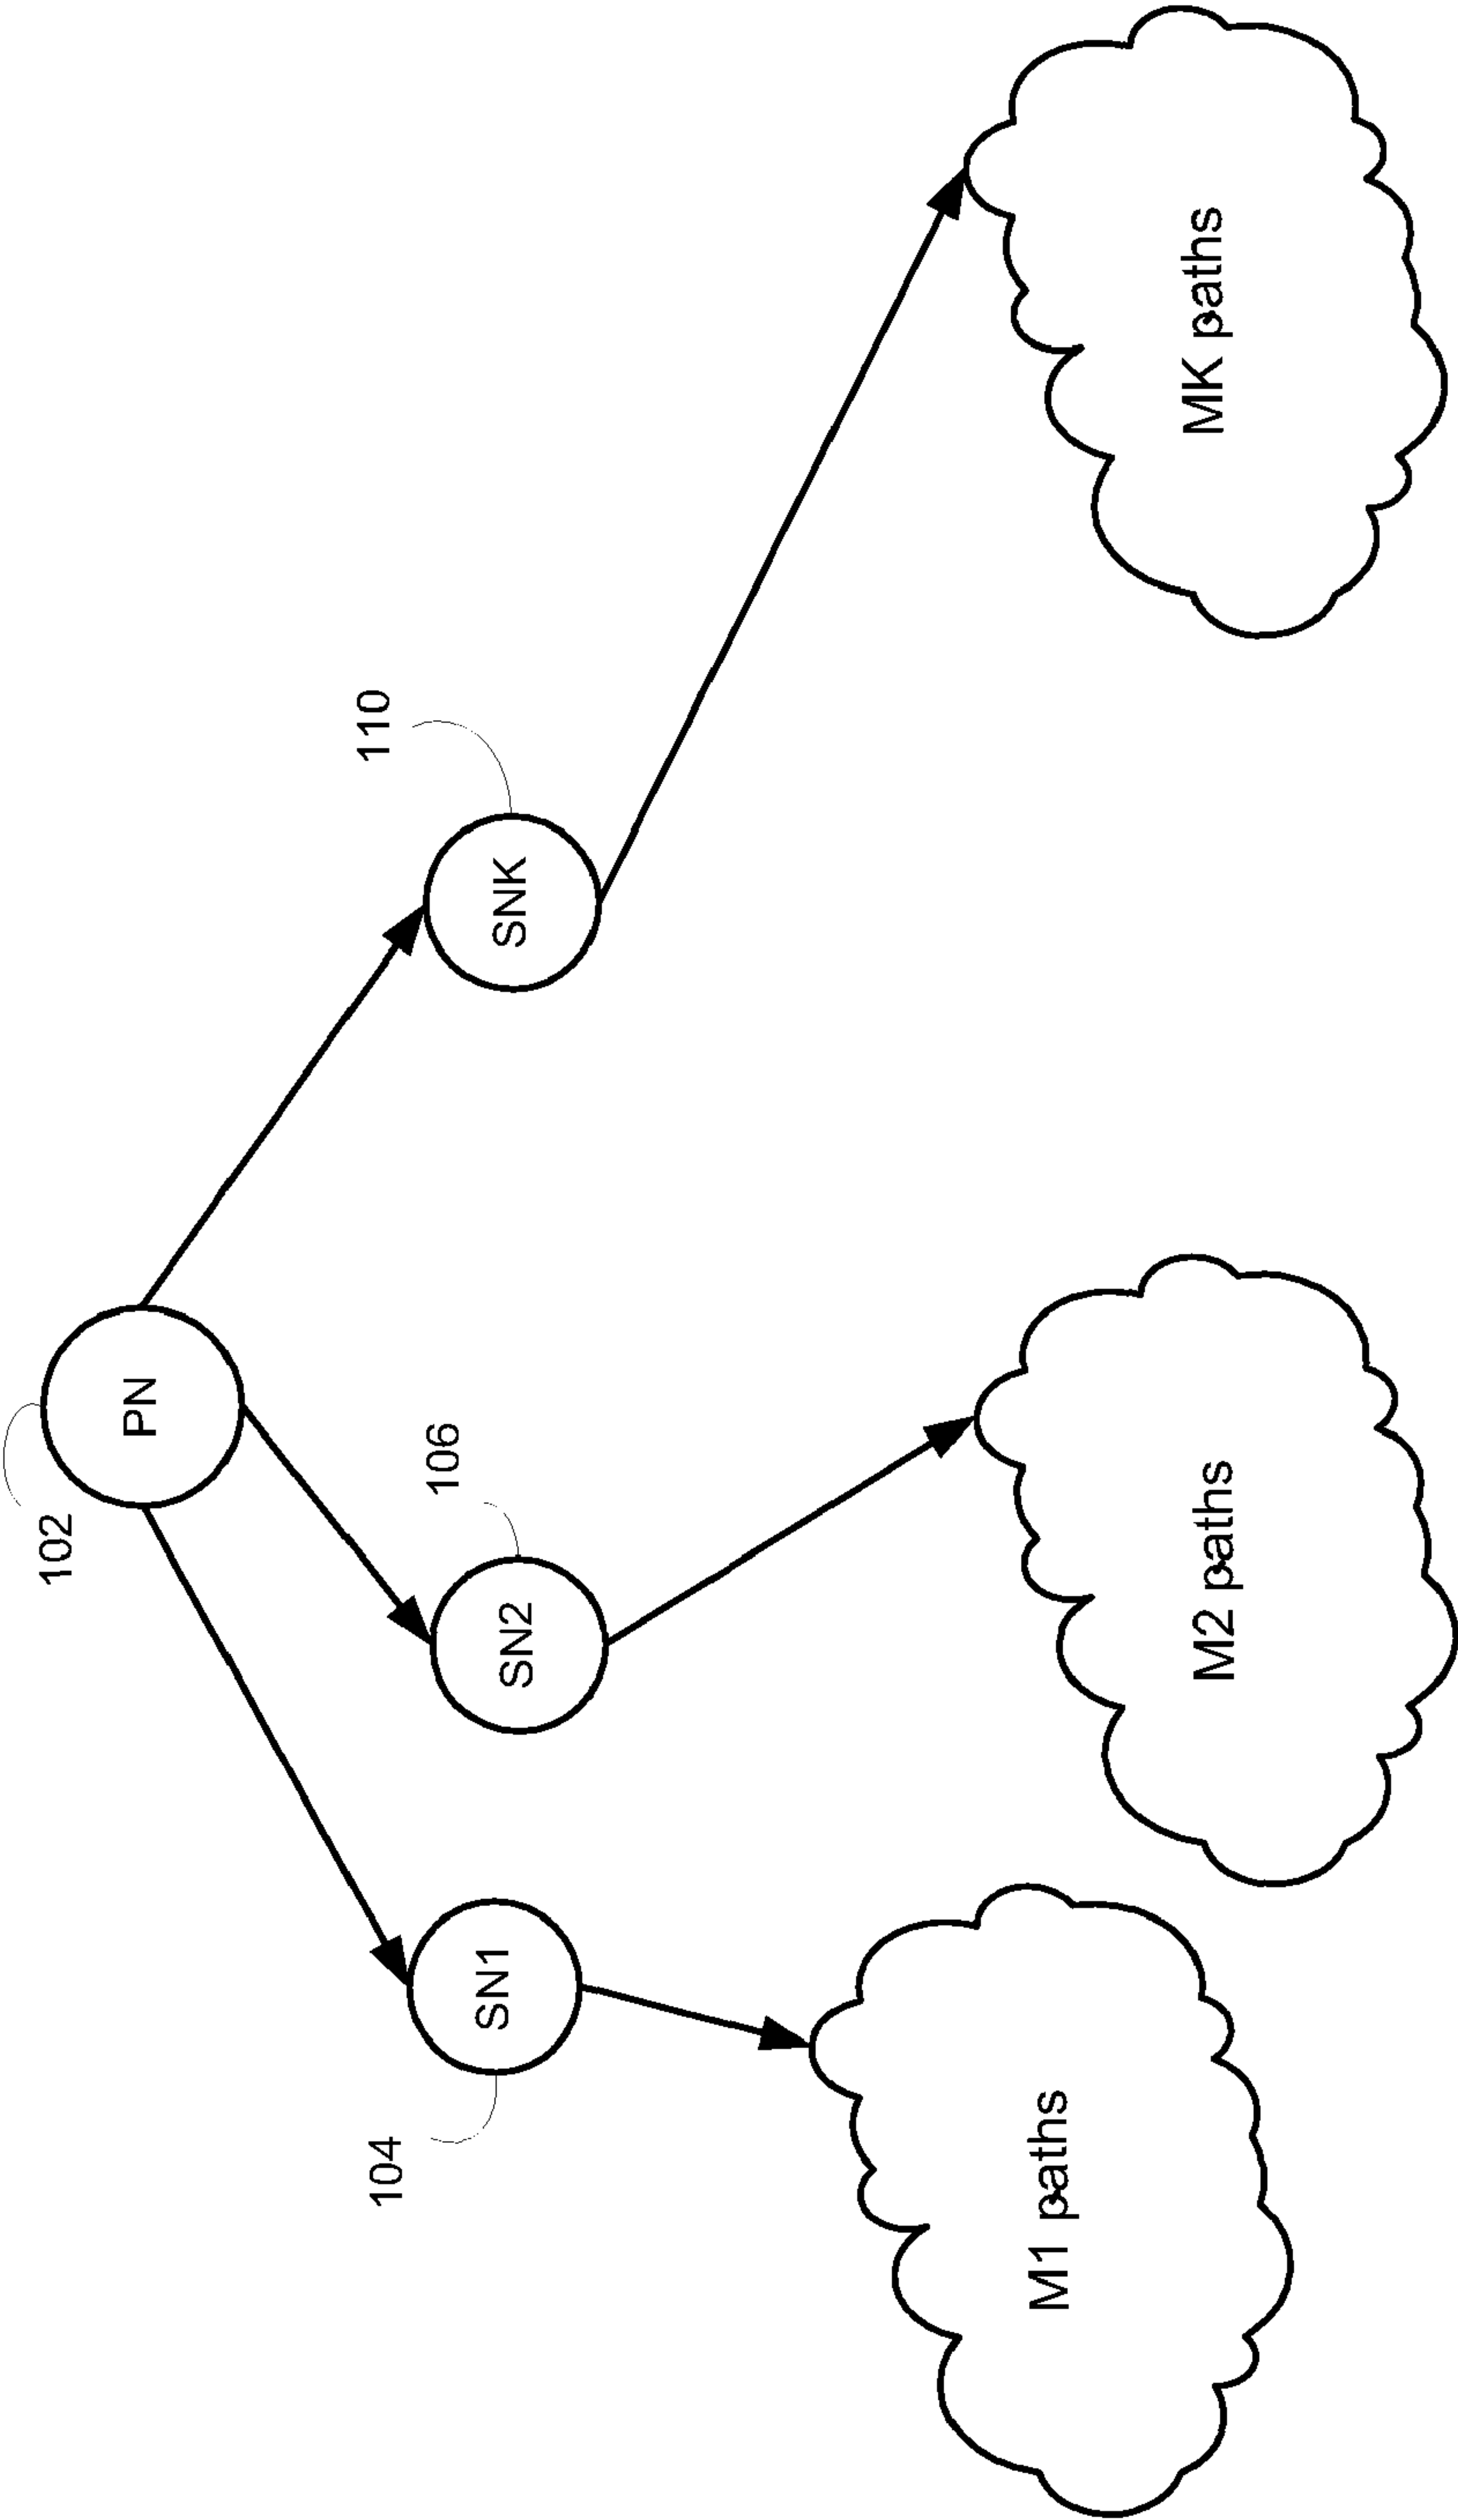 102
PN
104
SN1
106
SN2
110
SNK
M1 paths
M2 paths
MK paths